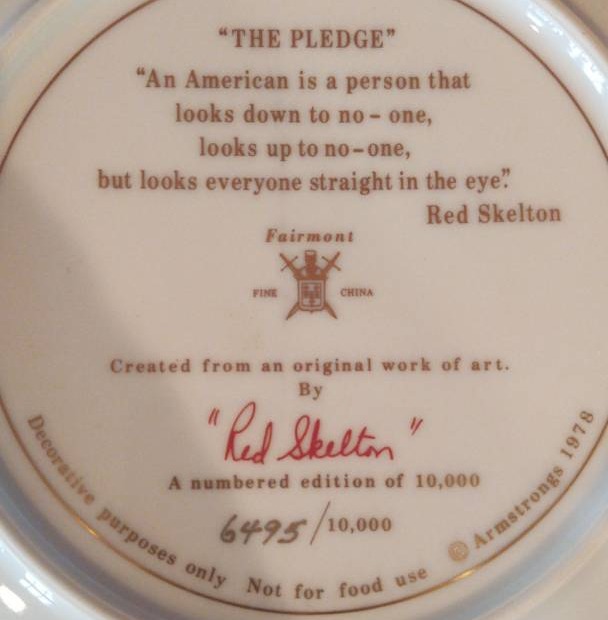 “THE PLEDGE”
“An American is a person that
looks down to no-one,
looks up to no-one,
but looks everyone straight in the eye.”
Red Skelton
Fairmont
FINE CHINA
Created from an original work of art.
By
"Red Skelton"
A numbered edition of 10,000
6495/10,000
Decorative purposes only Not for food use © Armstrongs 1978